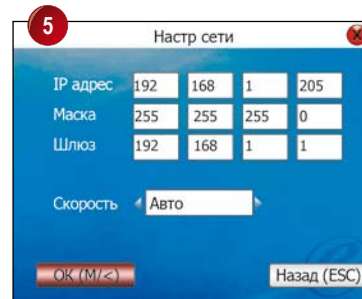 5
Настр сети
IP адрес 192 168 1 205
Маска 255 255 255 0
Шлюз 192 168 1 1
Скорость Авто
OK (M/<) Назад (ESC)